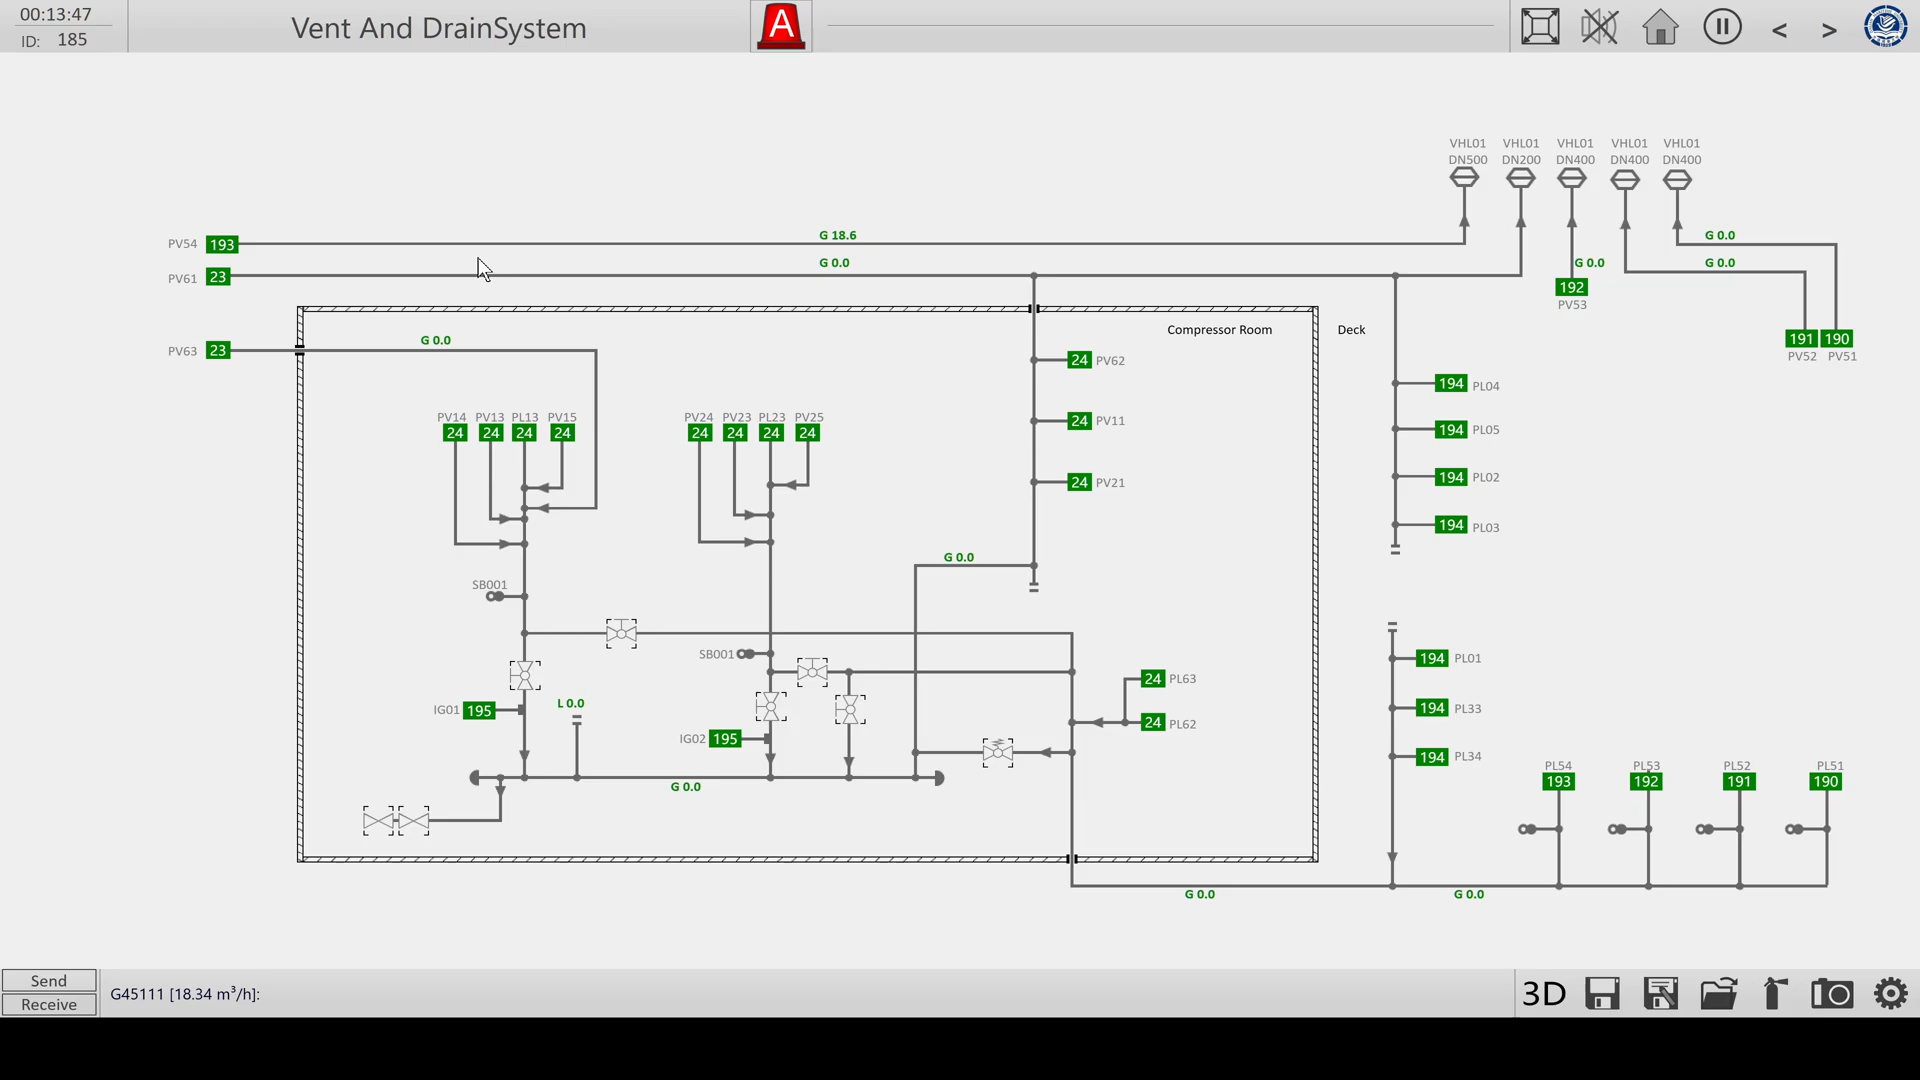 00:13:47
ID: 185
Vent And DrainSystem
A
<
>
VHL01 VHL01 VHL01 VHL01 VHL01
DN500 DN200 DN400 DN400 DN400
PV54 193
G 18.6
G 0.0
PV61 23
G 0.0
G 0.0
G 0.0
192
PV53
191 190
PV52 PV51
PV63 23
G 0.0
Compressor Room
Deck
24 PV62
24 PV11
24 PV21
194 PL04
194 PL05
194 PL02
194 PL03
PV14 PV13 PL13 PV15
24 24 24 24
PV24 PV23 PL23 PV25
24 24 24 24
G 0.0
SB001
SB001
IG01 195
L 0.0
IG02 195
G 0.0
24 PL63
24 PL62
194 PL01
194 PL33
194 PL34
PL54 PL53 PL52 PL51
193 192 191 190
G 0.0
G 0.0
Send
Receive
G45111 [18.34 m³/h]:
3D